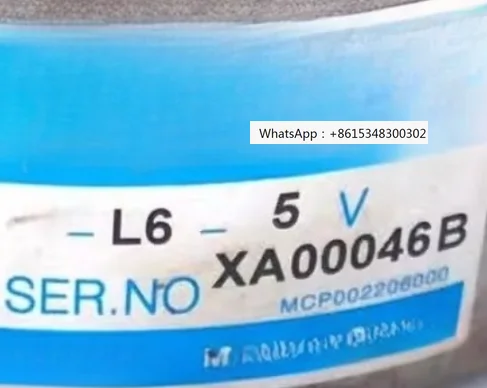 WhatsApp：+8615348300302
– L6 – 5 V
SER.NO XA00046B
MCP002206000